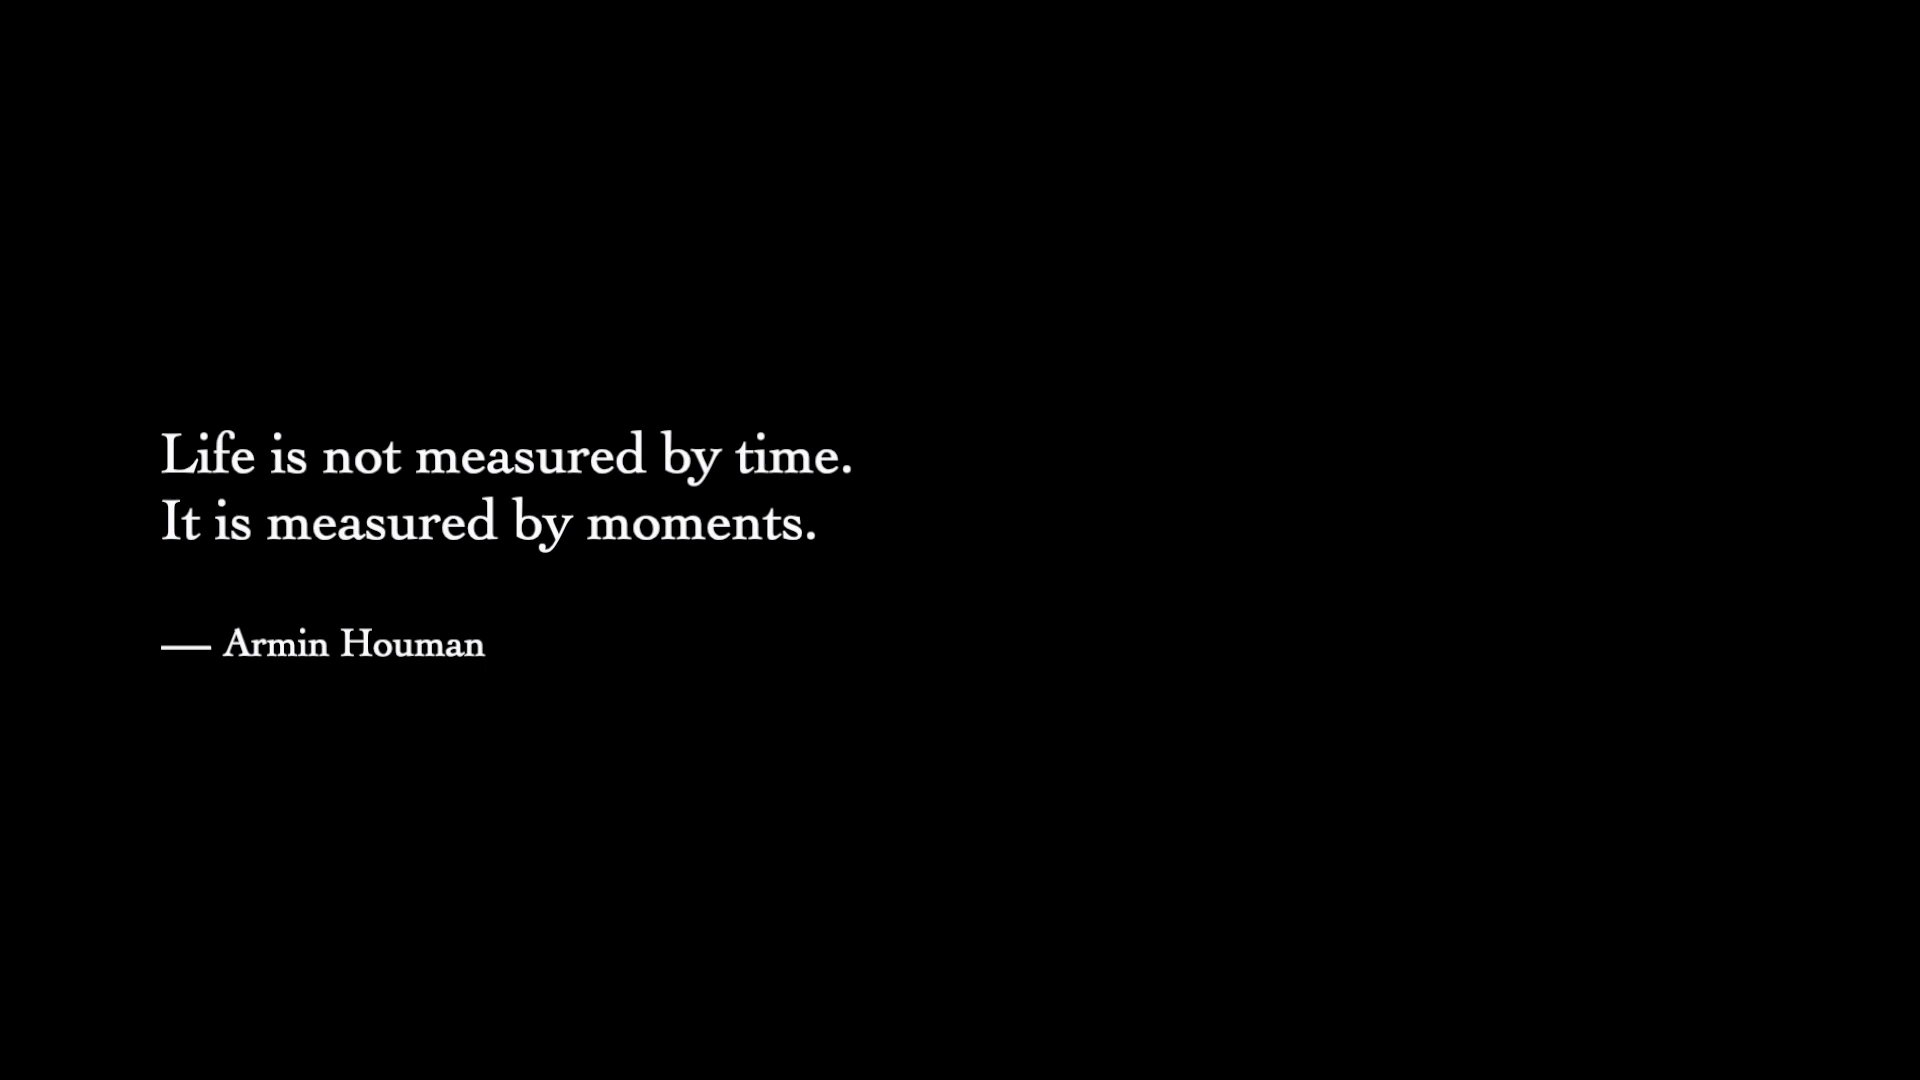 Life is not measured by time.
It is measured by moments.
— Armin Houman